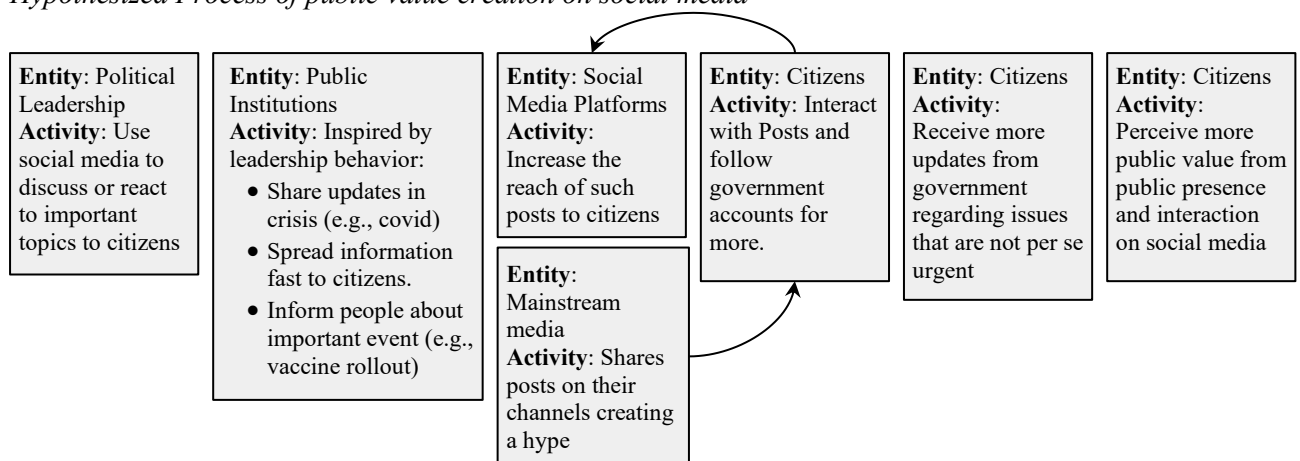 Hypothesized Process of public value creation on social media
Entity: Political
Leadership
Activity: Use
social media to
discuss or react
to important
topics to citizens
Entity: Public
Institutions
Activity: Inspired by
leadership behavior:
• Share updates in
crisis (e.g., covid)
• Spread information
fast to citizens.
• Inform people about
important event (e.g.,
vaccine rollout)
Entity: Social
Media Platforms
Activity:
Increase the
reach of such
posts to citizens
Entity:
Mainstream
media
Activity: Shares
posts on their
channels creating
a hype
Entity: Citizens
Activity: Interact
with Posts and
follow
government
accounts for
more.
Entity: Citizens
Activity:
Receive more
updates from
government
regarding issues
that are not per se
urgent
Entity: Citizens
Activity:
Perceive more
public value from
public presence
and interaction
on social media